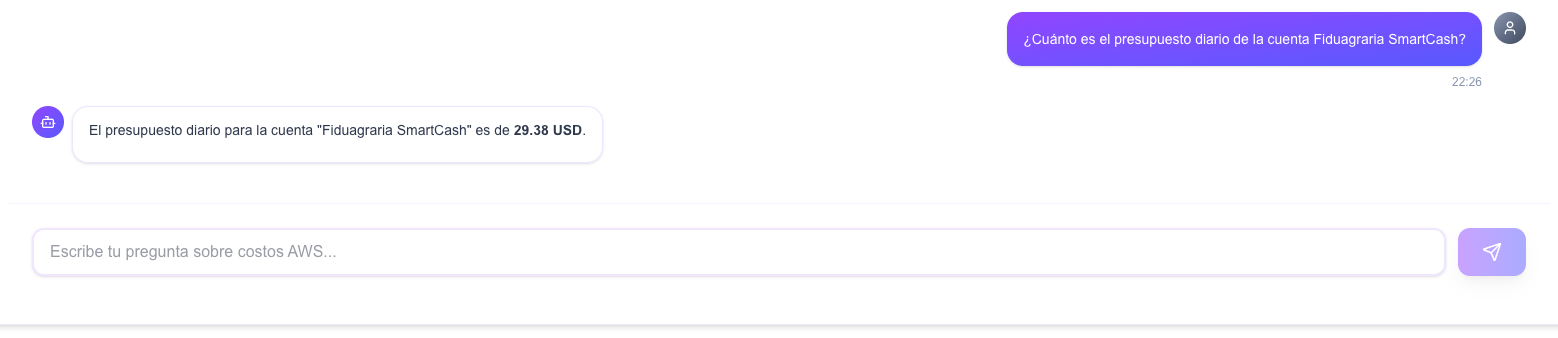 ¿Cuánto es el presupuesto diario de la cuenta Fiduagraria SmartCash?
22:26
El presupuesto diario para la cuenta "Fiduagraria SmartCash" es de 29.38 USD.
Escribe tu pregunta sobre costos AWS...